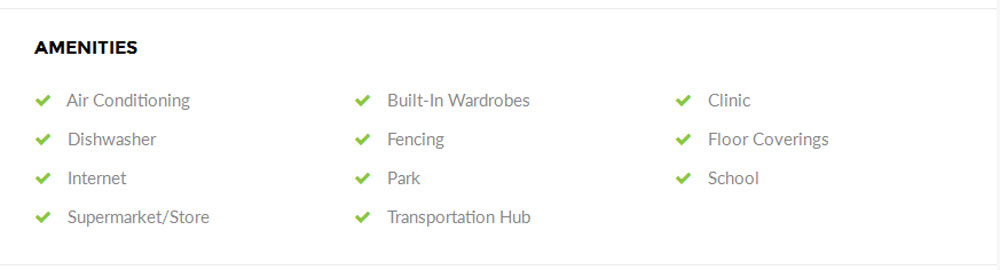 AMENITIES
Air Conditioning
Built-In Wardrobes
Clinic
Dishwasher
Fencing
Floor Coverings
Internet
Park
School
Supermarket/Store
Transportation Hub